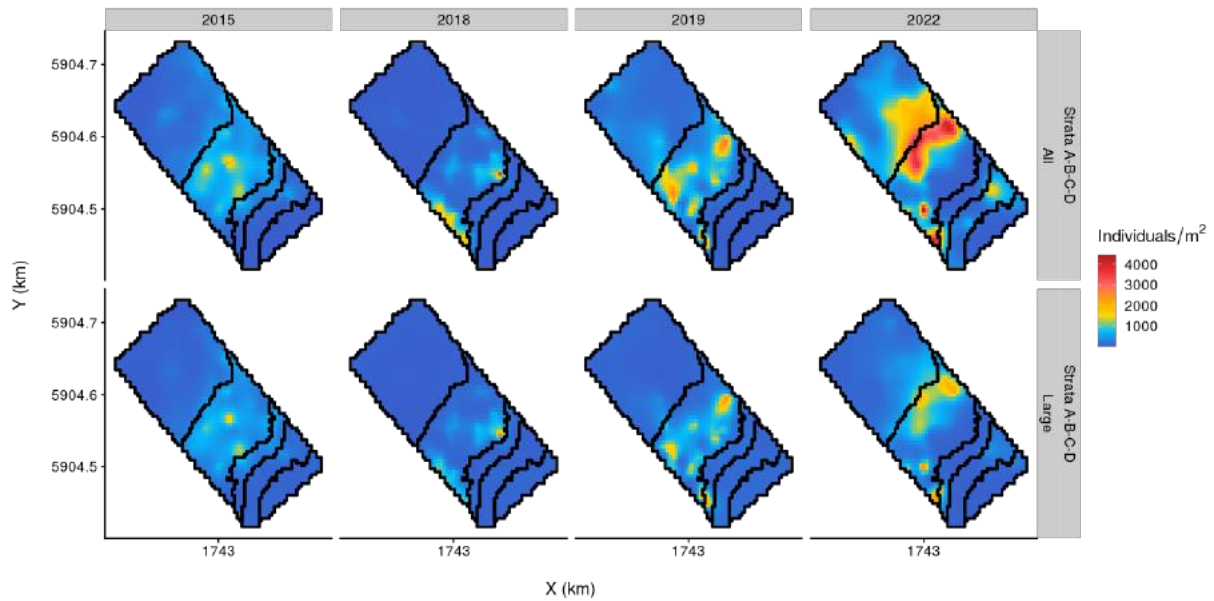 2015 2018 2019 2022
5904.7
5904.6
5904.5
Strata A-B-C-D
All
5904.7
5904.6
5904.5
Strata A-B-C-D
Large
Y (km)
1743 1743 1743 1743
X (km)
Individuals/m²
4000
3000
2000
1000